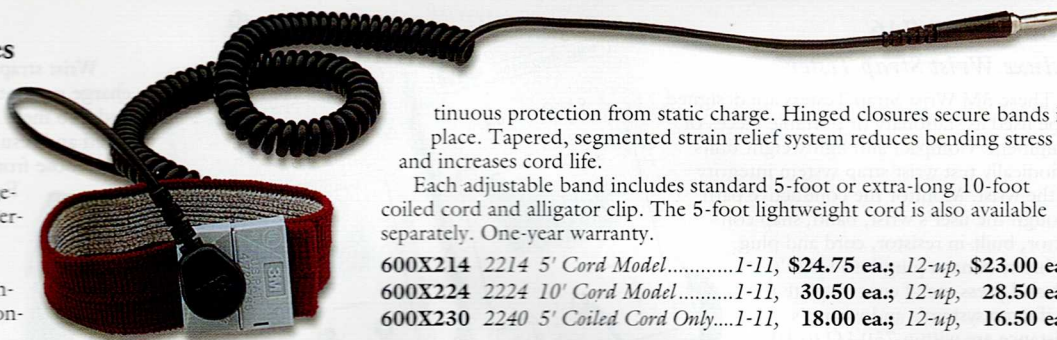 es
tinuous protection from static charge. Hinged closures secure bands i
place. Tapered, segmented strain relief system reduces bending stress
and increases cord life.
Each adjustable band includes standard 5-foot or extra-long 10-foot
coiled cord and alligator clip. The 5-foot lightweight cord is also available
separately. One-year warranty.
600X214 2214 5' Cord Model............1-11, $24.75 ea.; 12-up, $23.00 ea
600X224 2224 10' Cord Model..........1-11, 30.50 ea.; 12-up, 28.50 ea
600X230 2240 5' Coiled Cord Only....1-11, 18.00 ea.; 12-up, 16.50 ea
e-
er-
n-
on-
3M